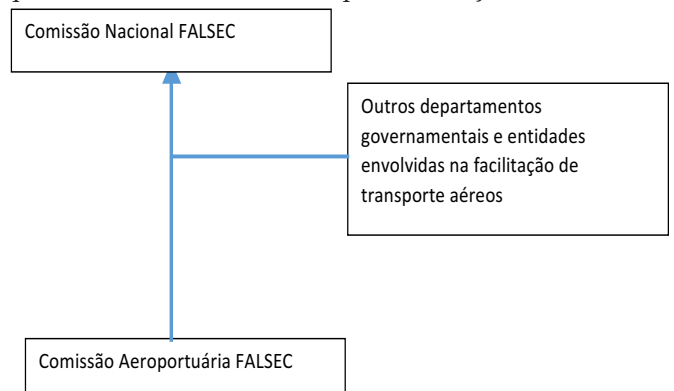 Comissão Nacional FALSEC
Outros departamentos
governamentais e entidades
envolvidas na facilitação de
transporte aéreos
Comissão Aeroportuária FALSEC